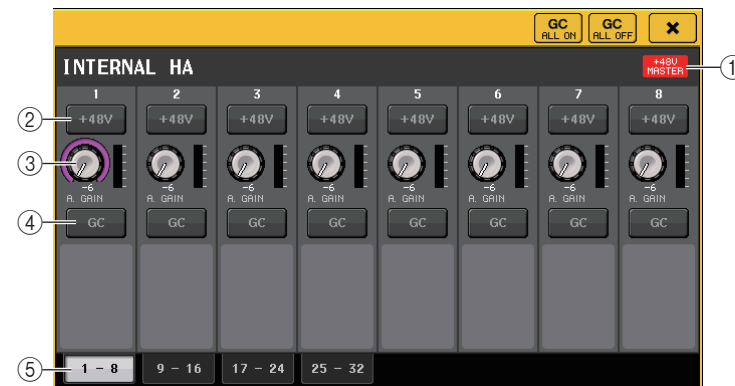 GC ALL ON GC ALL OFF ×
INTERNAL HA
+48V MASTER
①
1 2 3 4 5 6 7 8
② +48V +48V +48V +48V +48V +48V +48V +48V
③
-6 -6 -6 -6 -6 -6 -6 -6
A. GAIN A. GAIN A. GAIN A. GAIN A. GAIN A. GAIN A. GAIN A. GAIN
④ GC GC GC GC GC GC GC GC
⑤ 1 - 8 9 - 16 17 - 24 25 - 32